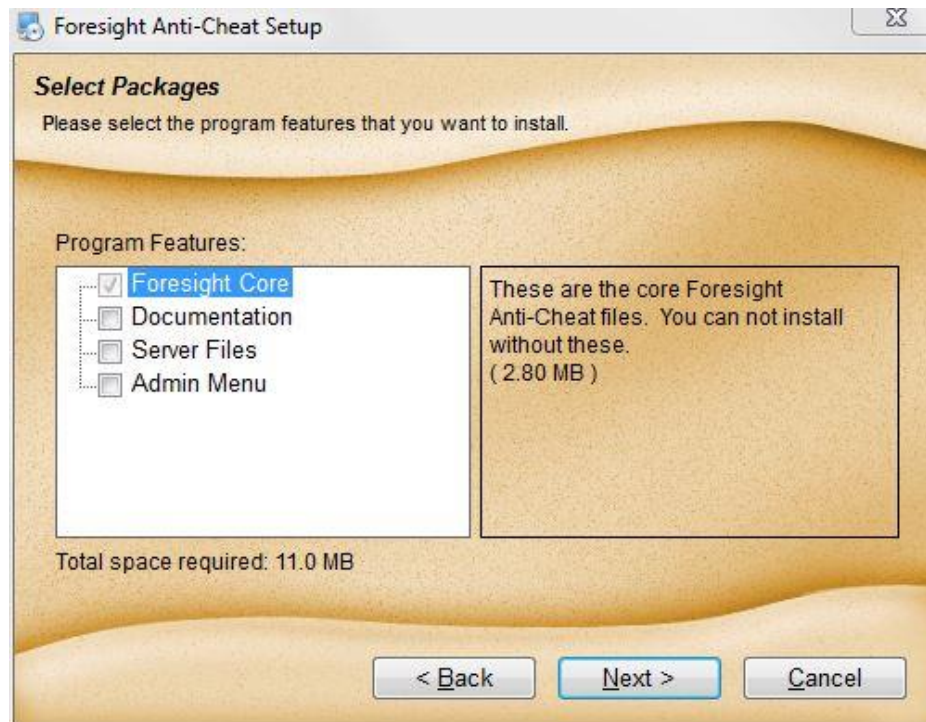 Foresight Anti-Cheat Setup
Select Packages
Please select the program features that you want to install.
Program Features:
Foresight Core
Documentation
Server Files
Admin Menu
These are the core Foresight
Anti-Cheat files.  You can not install
without these.
( 2.80 MB )
Total space required: 11.0 MB
< Back
Next >
Cancel